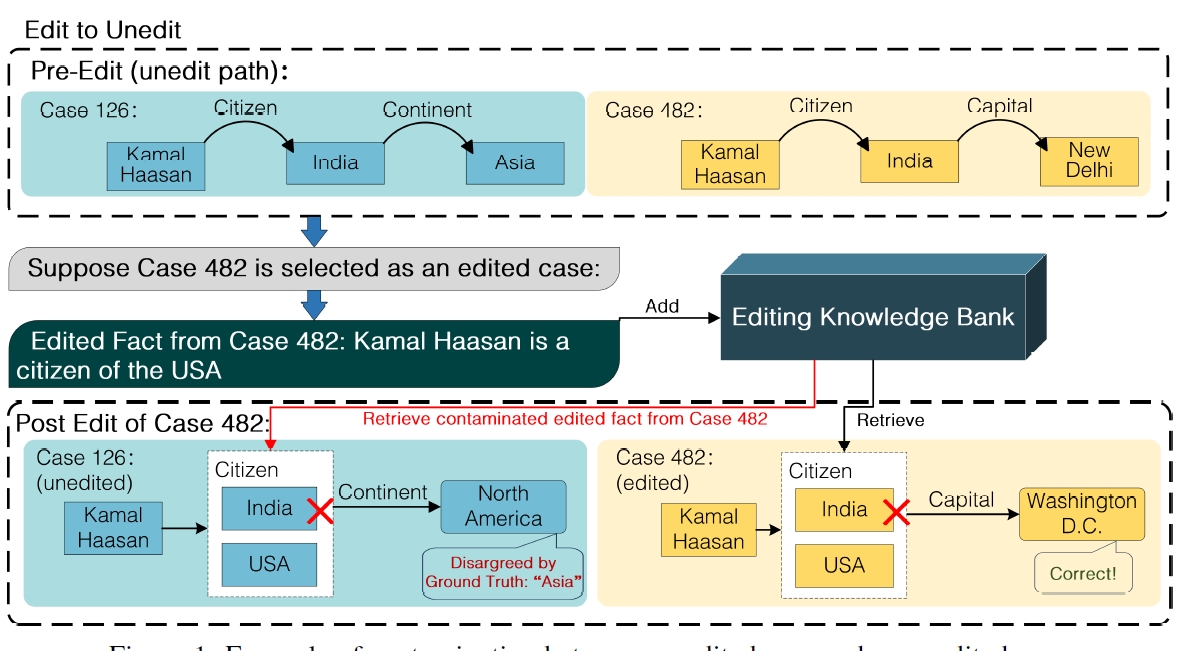 Edit to Unedit
Pre-Edit (unedit path):
Case 126:
Citizen
Continent
Kamal
Haasan
India
Asia
Case 482:
Citizen
Capital
Kamal
Haasan
India
New
Delhi
Suppose Case 482 is selected as an edited case:
Edited Fact from Case 482: Kamal Haasan is a
citizen of the USA
Add
Editing Knowledge Bank
Post Edit of Case 482:
Retrieve contaminated edited fact from Case 482
Retrieve
Case 126:
(unedited)
Kamal
Haasan
Citizen
India
USA
Continent
North
America
Disargreed by
Ground Truth: “Asia”
Case 482:
(edited)
Kamal
Haasan
Citizen
India
USA
Capital
Washington
D.C.
Correct!